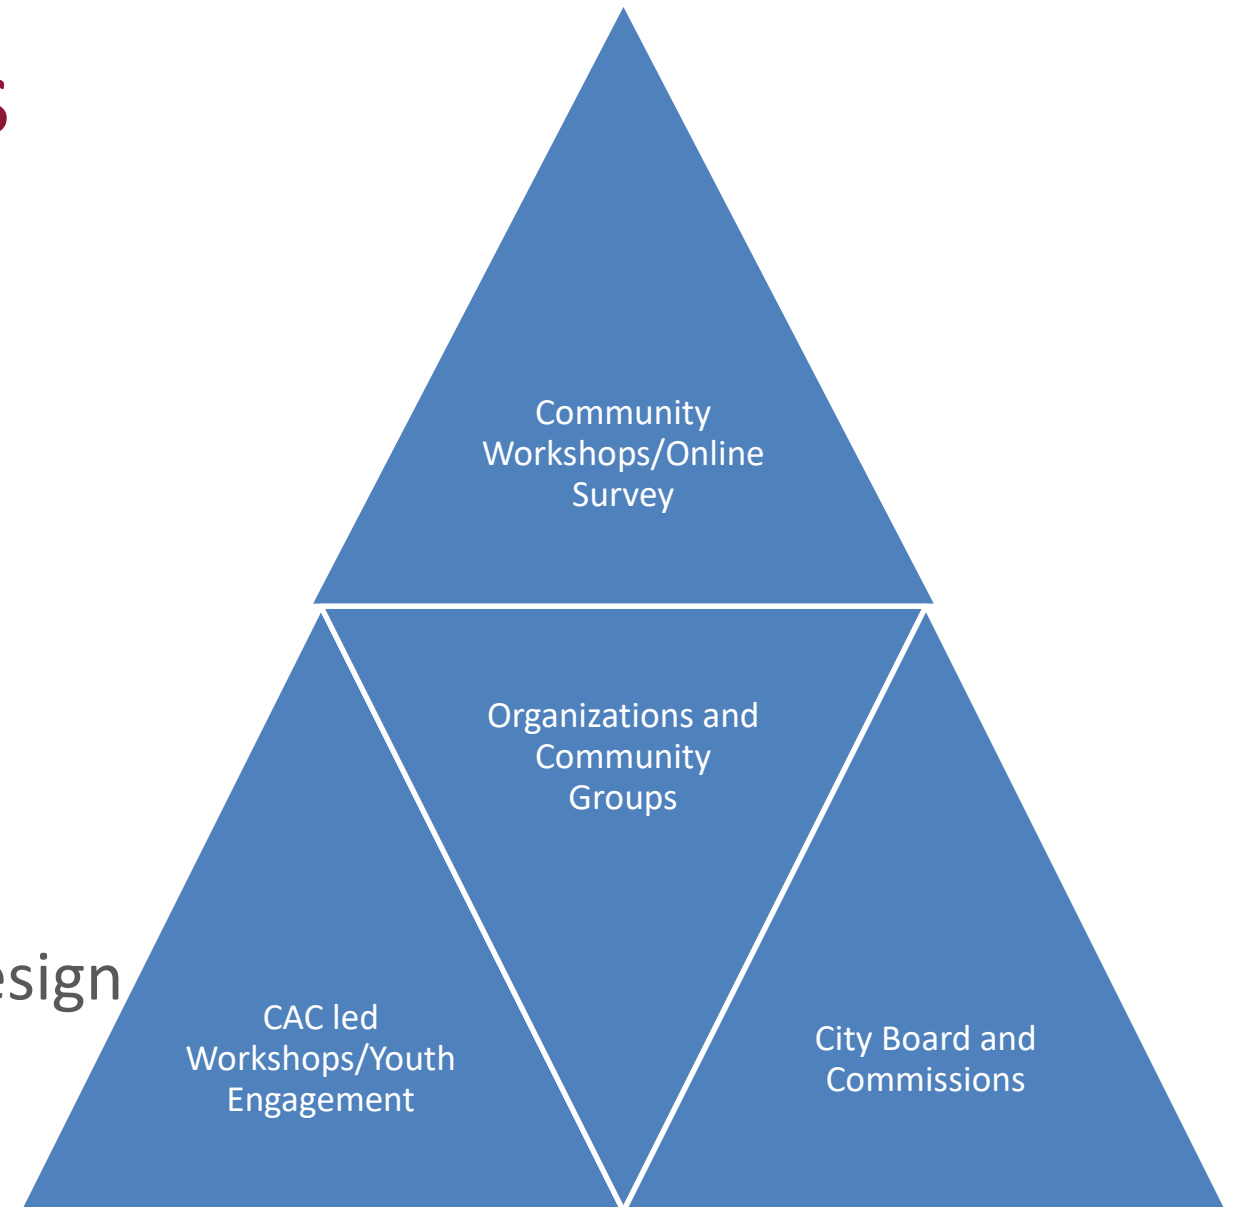 s
Community
Workshops/Online
Survey
Organizations and
Community
Groups
esign
CAC led
Workshops/Youth
Engagement
City Board and
Commissions